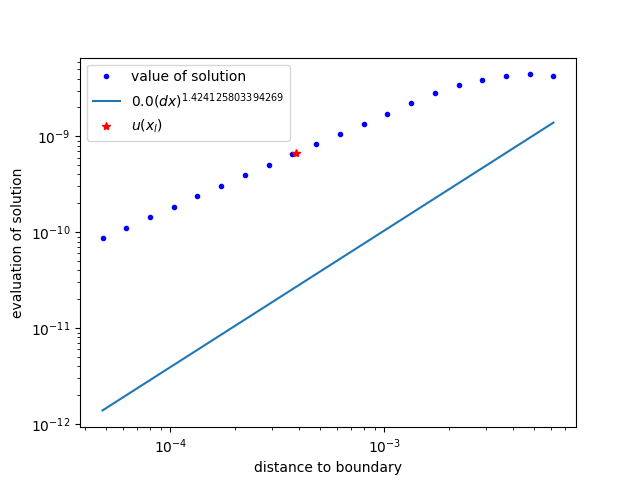 value of solution
0.0(dx)^1.424125803394269
u(x_l)
10^-9
10^-10
10^-11
10^-12
evaluation of solution
10^-4
10^-3
distance to boundary